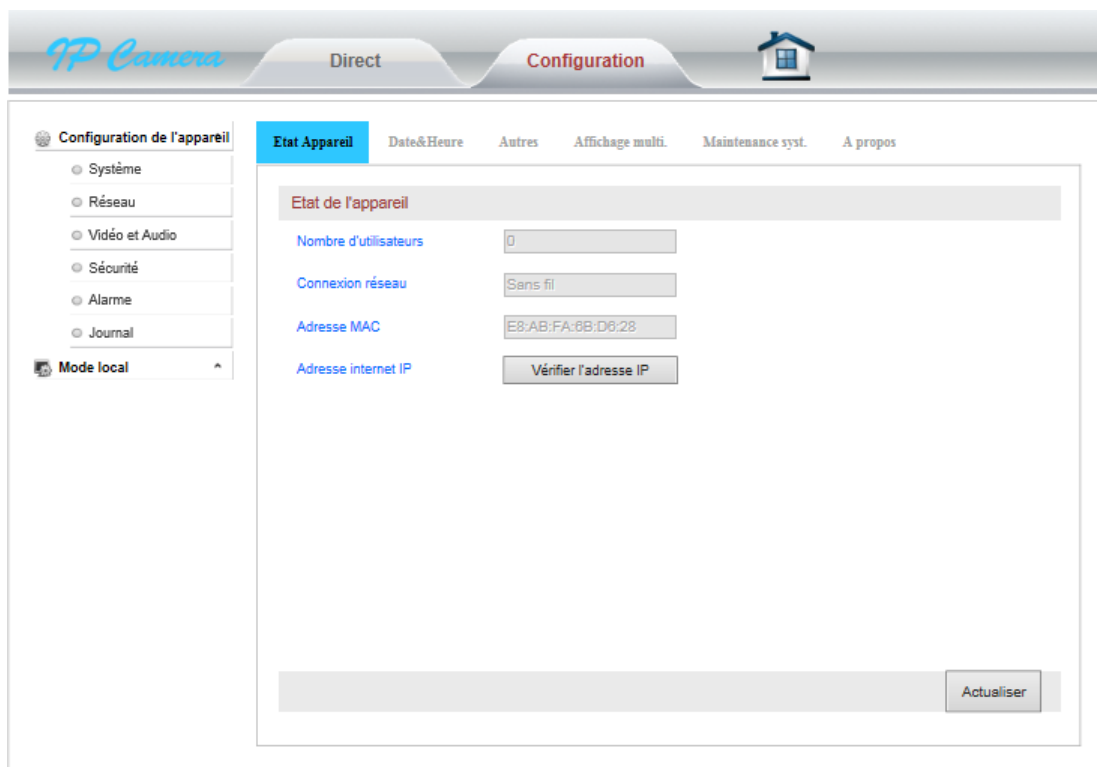 IP Camera
Direct
Configuration
Configuration de l'appareil
Système
Réseau
Vidéo et Audio
Sécurité
Alarme
Journal
Mode local
Etat Appareil
Date&Heure
Autres
Affichage multi.
Maintenance syst.
A propos
Etat de l'appareil
Nombre d'utilisateurs
0
Connexion réseau
Sans fil
Adresse MAC
E8:AB:FA:6B:D6:28
Adresse internet IP
Vérifier l'adresse IP
Actualiser